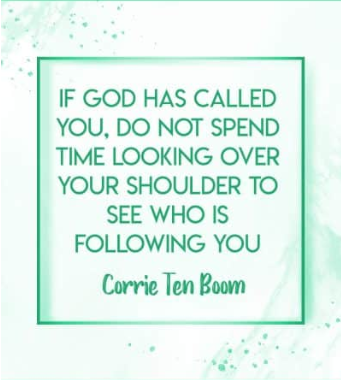 IF GOD HAS CALLED
YOU, DO NOT SPEND
TIME LOOKING OVER
YOUR SHOULDER TO
SEE WHO IS
FOLLOWING YOU
Corrie Ten Boom